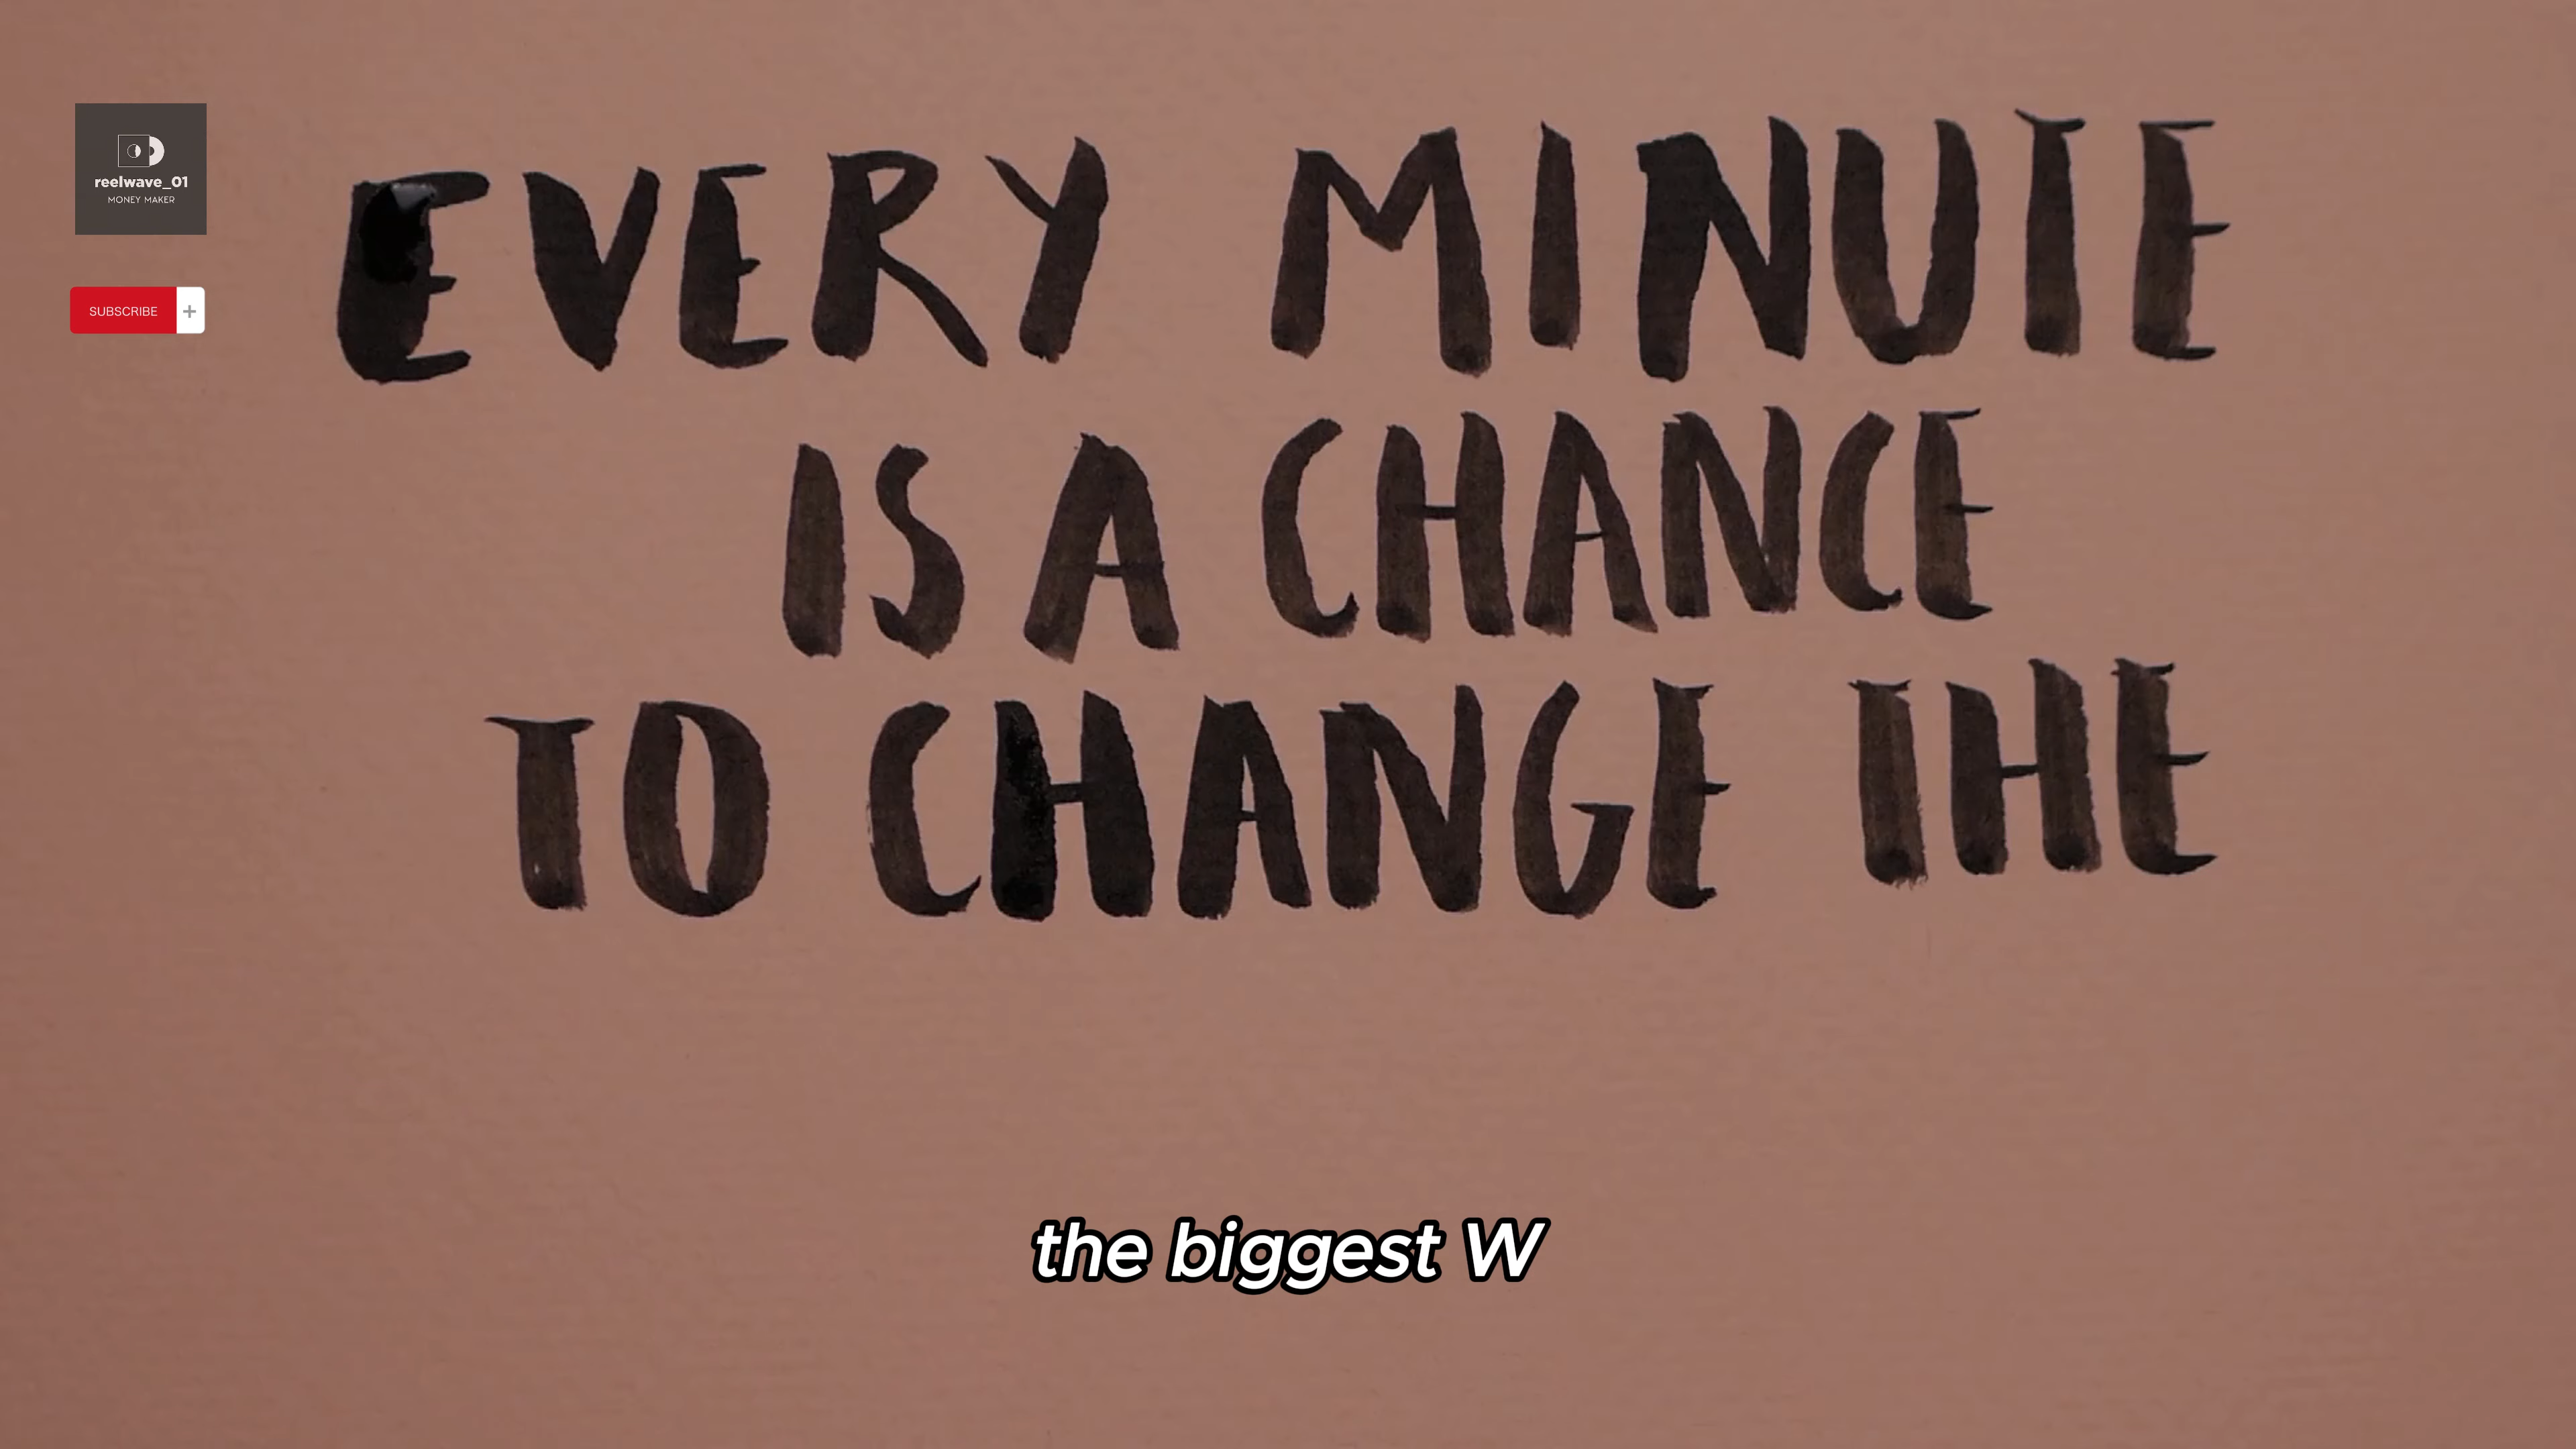 reelwave_01
MONEY MAKER
SUBSCRIBE +
EVERY MINUTE
IS A CHANCE
TO CHANGE THE
the biggest W